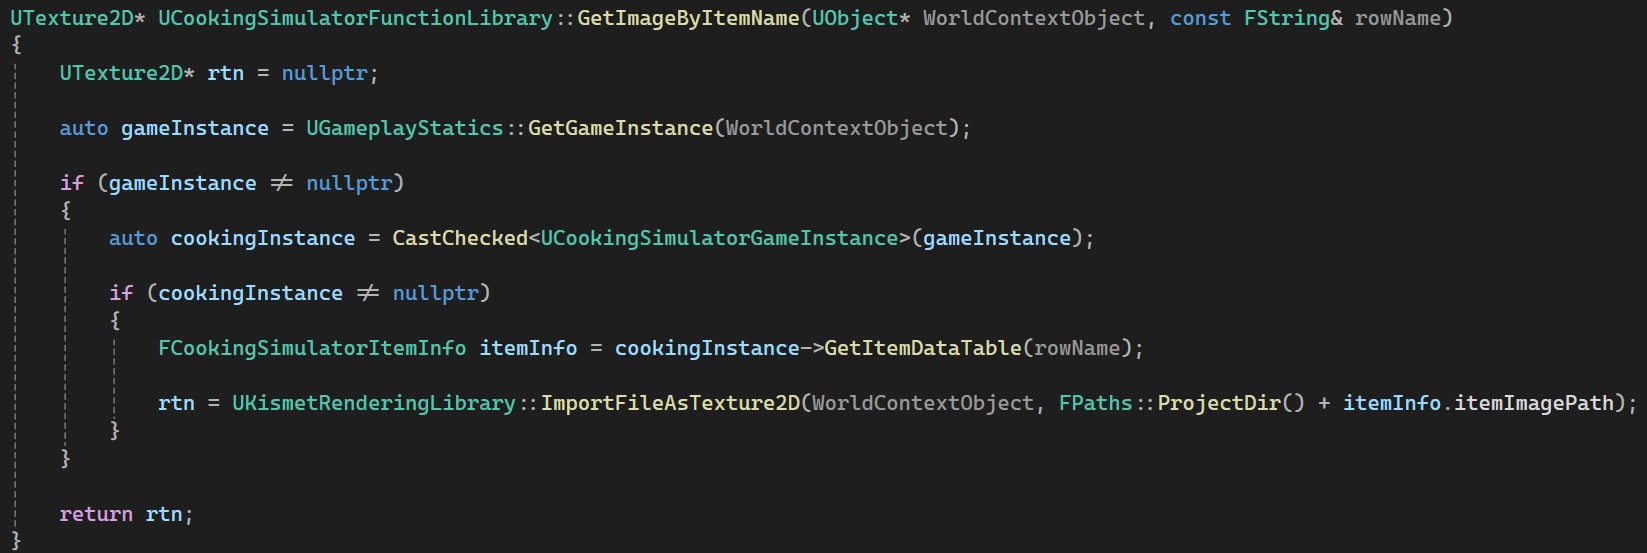 UTexture2D* UCookingSimulatorFunctionLibrary::GetImageByItemName(UObject* WorldContextObject, const FString& rowName)
{
    UTexture2D* rtn = nullptr;
    auto gameInstance = UGameplayStatics::GetGameInstance(WorldContextObject);
    if (gameInstance ≠ nullptr)
    {
        auto cookingInstance = CastChecked<UCookingSimulatorGameInstance>(gameInstance);
        if (cookingInstance ≠ nullptr)
        {
            FCookingSimulatorItemInfo itemInfo = cookingInstance->GetItemDataTable(rowName);
            rtn = UKismetRenderingLibrary::ImportFileAsTexture2D(WorldContextObject, FPaths::ProjectDir() + itemInfo.itemImagePath);
        }
    }
    return rtn;
}